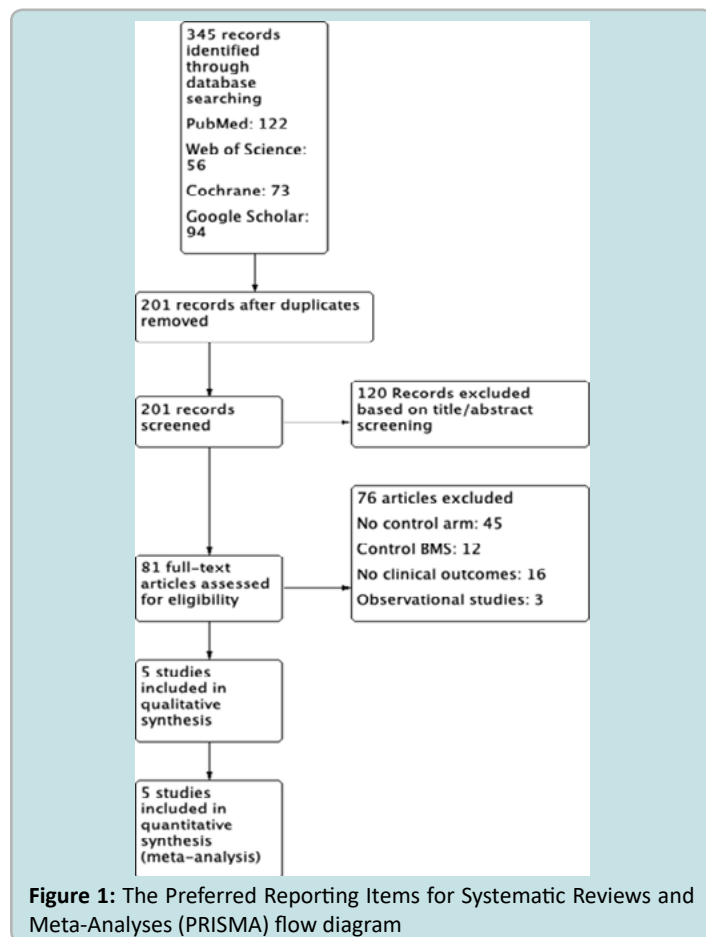 345 records
identified
through
database
searching
PubMed: 122
Web of Science:
56
Cochrane: 73
Google Scholar:
94
201 records after duplicates
removed
201 records
screened
120 Records excluded
based on title/abstract
screening
81 full-text
articles assessed
for eligibility
76 articles excluded
No control arm: 45
Control BMS: 12
No clinical outcomes: 16
Observational studies: 3
5 studies
included in
qualitative
synthesis
5 studies
included in
quantitative
synthesis
(meta-analysis)
Figure 1: The Preferred Reporting Items for Systematic Reviews and
Meta-Analyses (PRISMA) flow diagram